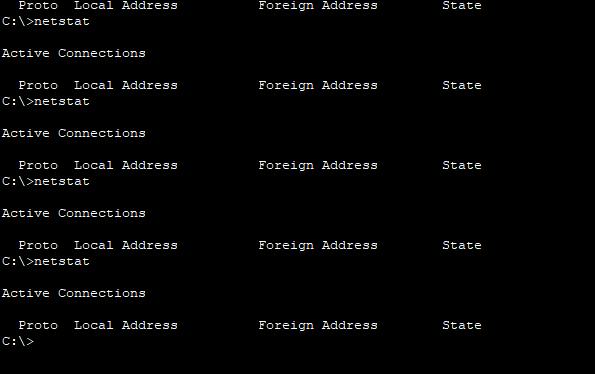 Proto  Local Address          Foreign Address        State
C:\>netstat
Active Connections
Proto  Local Address          Foreign Address        State
C:\>netstat
Active Connections
Proto  Local Address          Foreign Address        State
C:\>netstat
Active Connections
Proto  Local Address          Foreign Address        State
C:\>netstat
Active Connections
Proto  Local Address          Foreign Address        State
C:\>